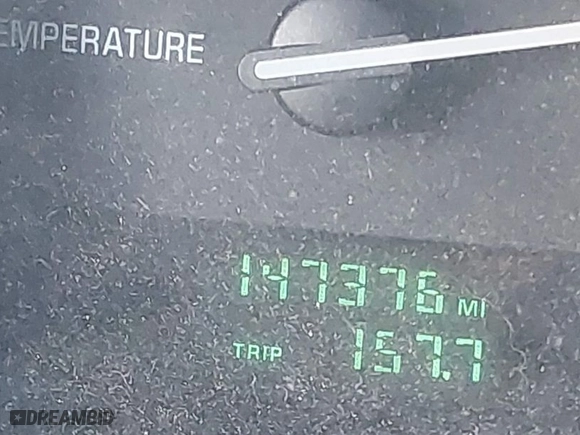 EMPERATURE
147376 MI
TRIP 157.7
DREAMBID